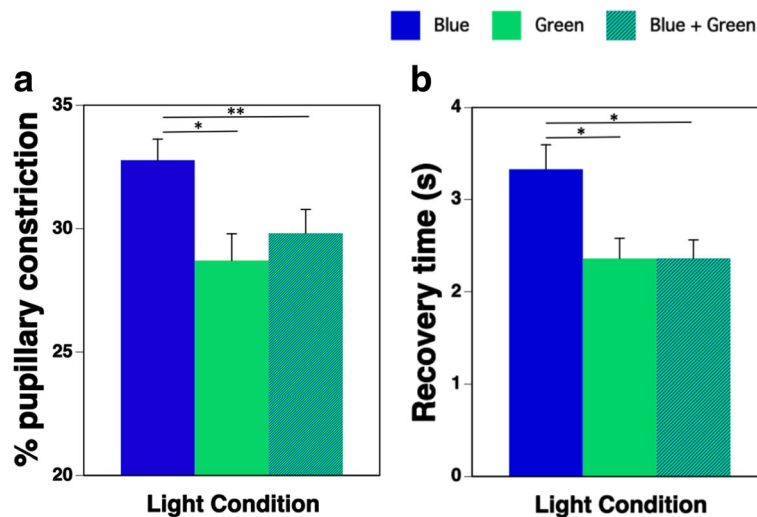 Blue Green Blue + Green
a
b
% pupillary constriction
35
30
25
20
**
*
Light Condition
Recovery time (s)
4
3
2
1
0
*
*
Light Condition